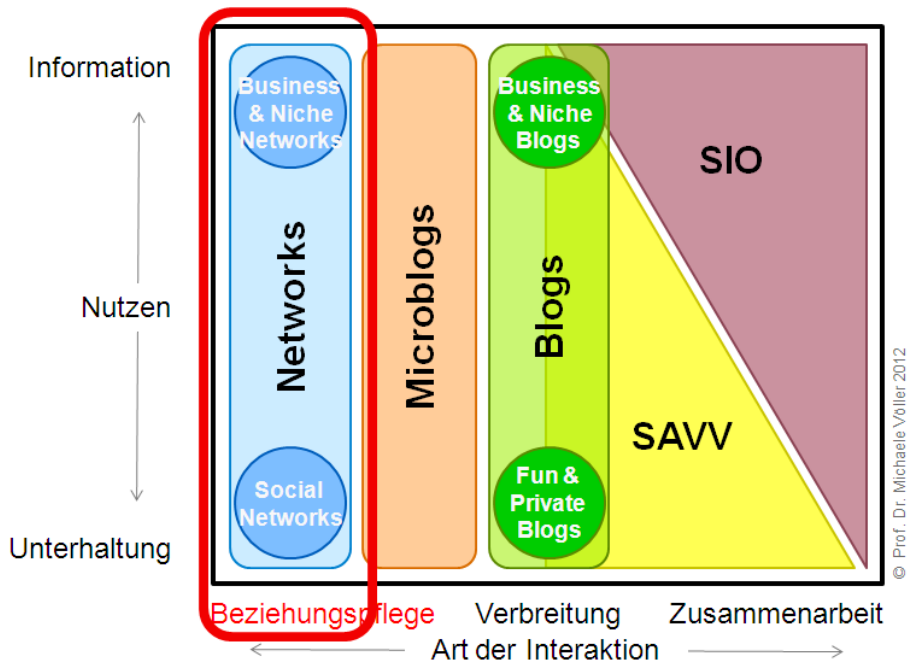 Information
Nutzen
Unterhaltung
Business
& Niche
Networks
Networks
Social
Networks
Microblogs
Business
& Niche
Blogs
Blogs
Fun &
Private
Blogs
SIO
SAVV
Beziehungspflege
Verbreitung
Zusammenarbeit
Art der Interaktion
© Prof. Dr. Michaele Völler 2012